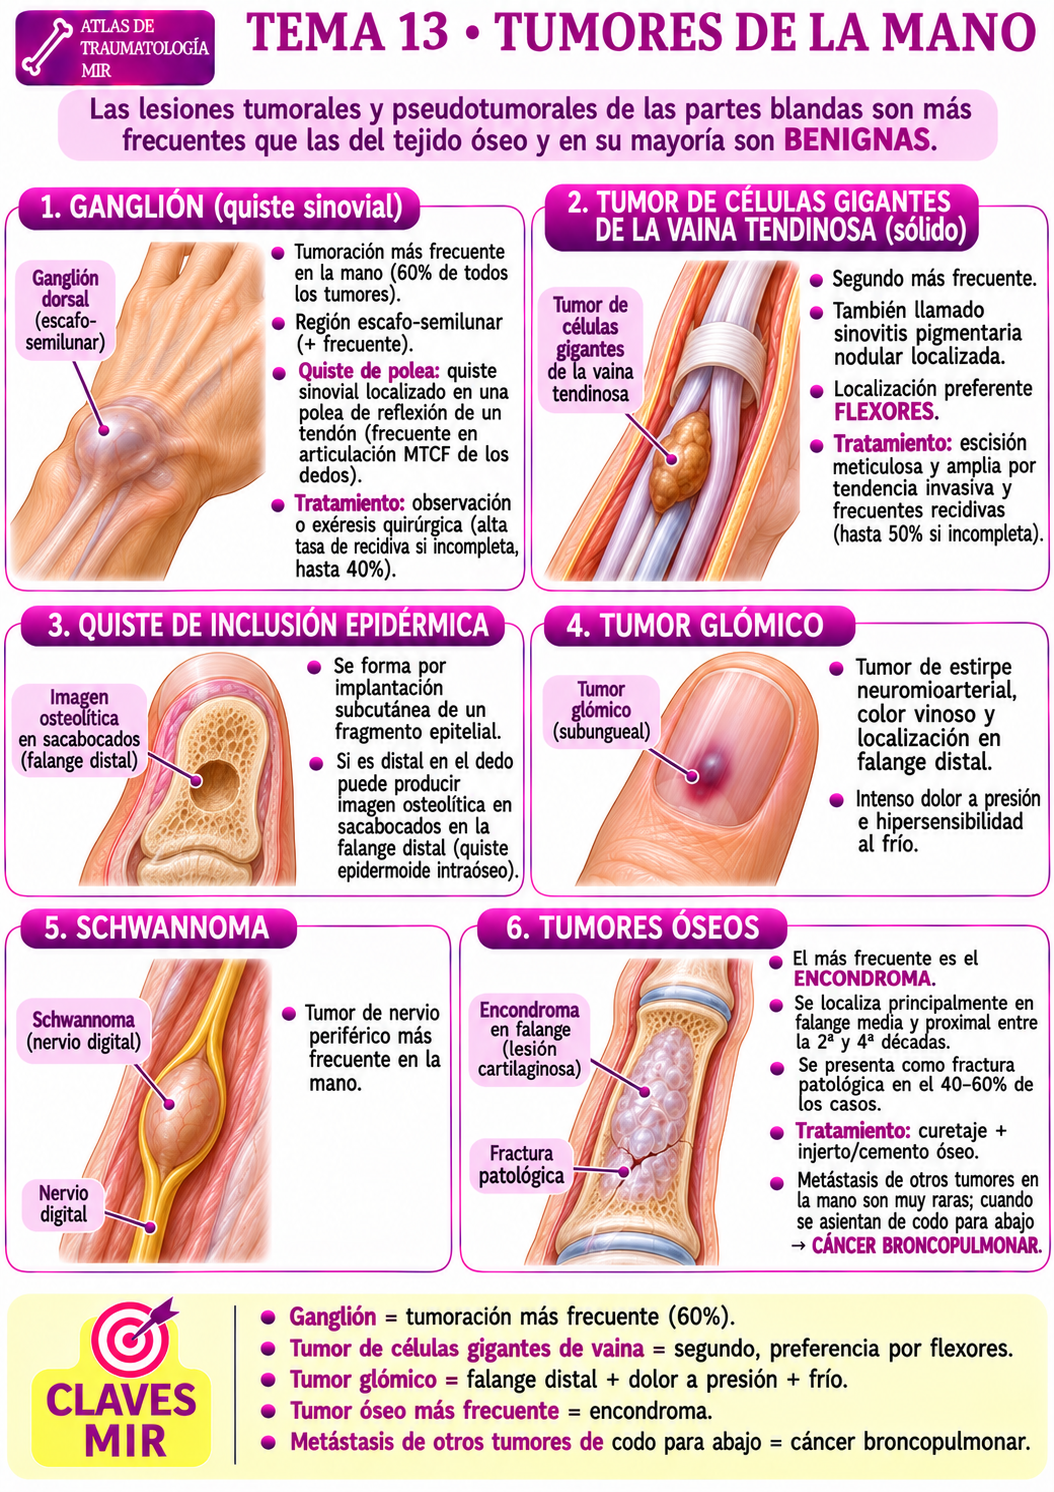 ATLAS DE
TRAUMATOLOGÍA
MIR
TEMA 13 • TUMORES DE LA MANO
Las lesiones tumorales y pseudotumorales de las partes blandas son más
frecuentes que las del tejido óseo y en su mayoría son BENIGNAS.
1. GANGLIÓN (quiste sinovial)
Ganglión
dorsal
(escafo-
semilunar)
• Tumoración más frecuente
en la mano (60% de todos
los tumores).
• Región escafo-semilunar
(+ frecuente).
• Quiste de polea: quiste
sinovial localizado en una
polea de reflexión de un
tendón (frecuente en
articulación MTCF de los
dedos).
• Tratamiento: observación
o exéresis quirúrgica (alta
tasa de recidiva si incompleta,
hasta 40%).
2. TUMOR DE CÉLULAS GIGANTES
DE LA VAINA TENDINOSA (sólido)
Tumor de
células
gigantes
de la vaina
tendinosa
• Segundo más frecuente.
• También llamado
sinovitis pigmentaria
nodular localizada.
• Localización preferente
FLEXORES.
• Tratamiento: escisión
meticulosa y amplia por
tendencia invasiva y
frecuentes recidivas
(hasta 50% si incompleta).
3. QUISTE DE INCLUSIÓN EPIDÉRMICA
Imagen
osteolítica
en sacabocados
(falange distal)
• Se forma por
implantación
subcutánea de un
fragmento epitelial.
• Si es distal en el dedo
puede producir
imagen osteolítica en
sacabocados en la
falange distal (quiste
epidermoide intraóseo).
4. TUMOR GLÓMICO
Tumor
glómico
(subungueal)
• Tumor de estirpe
neuromioarterial,
color vinoso y
localización en
falange distal.
• Intenso dolor a presión
e hipersensibilidad
al frío.
5. SCHWANNOMA
Schwannoma
(nervio digital)
Nervio
digital
• Tumor de nervio
periférico más
frecuente en la
mano.
6. TUMORES ÓSEOS
Encondroma
en falange
(lesión
cartilaginosa)
Fractura
patológica
• El más frecuente es el
ENCONDROMA.
• Se localiza principalmente en
falange media y proximal entre
la 2ª y 4ª décadas.
• Se presenta como fractura
patológica en el 40–60% de
los casos.
• Tratamiento: curetaje +
injerto/cemento óseo.
• Metástasis de otros tumores en
la mano son muy raras; cuando
se asientan de codo para abajo
→ CÁNCER BRONCOPULMONAR.
CLAVES
MIR
• Ganglión = tumoración más frecuente (60%).
• Tumor de células gigantes de vaina = segundo, preferencia por flexores.
• Tumor glómico = falange distal + dolor a presión + frío.
• Tumor óseo más frecuente = encondroma.
• Metástasis de otros tumores de codo para abajo = cáncer broncopulmonar.